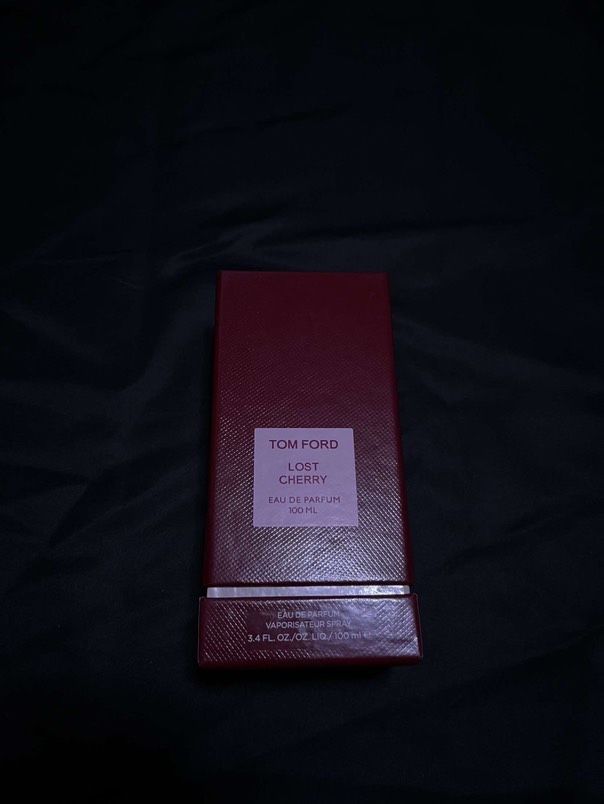 TOM FORD
LOST
CHERRY
EAU DE PARFUM
100 ML
EAU DE PARFUM
VAPORISATEUR SPRAY
3.4 FL. OZ./OZ. LIQ./100 ml e